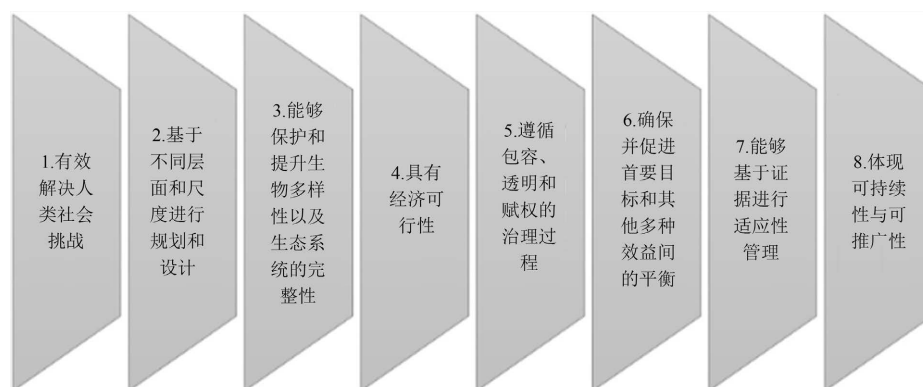 1.有效
解决人
类社会
挑战
2.基于
不同层
面和尺
度进行
规划和
设计
3.能够
保护和
提升生
物多样
性以及
生态系
统的完
整性
4.具有
经济可
行性
5.遵循
包容、
透明和
赋权的
治理过
程
6.确保
并促进
首要目
标和其
他多种
效益间
的平衡
7.能够
基于证
据进行
适应性
管理
8.体现
可持续
性与可
推广性